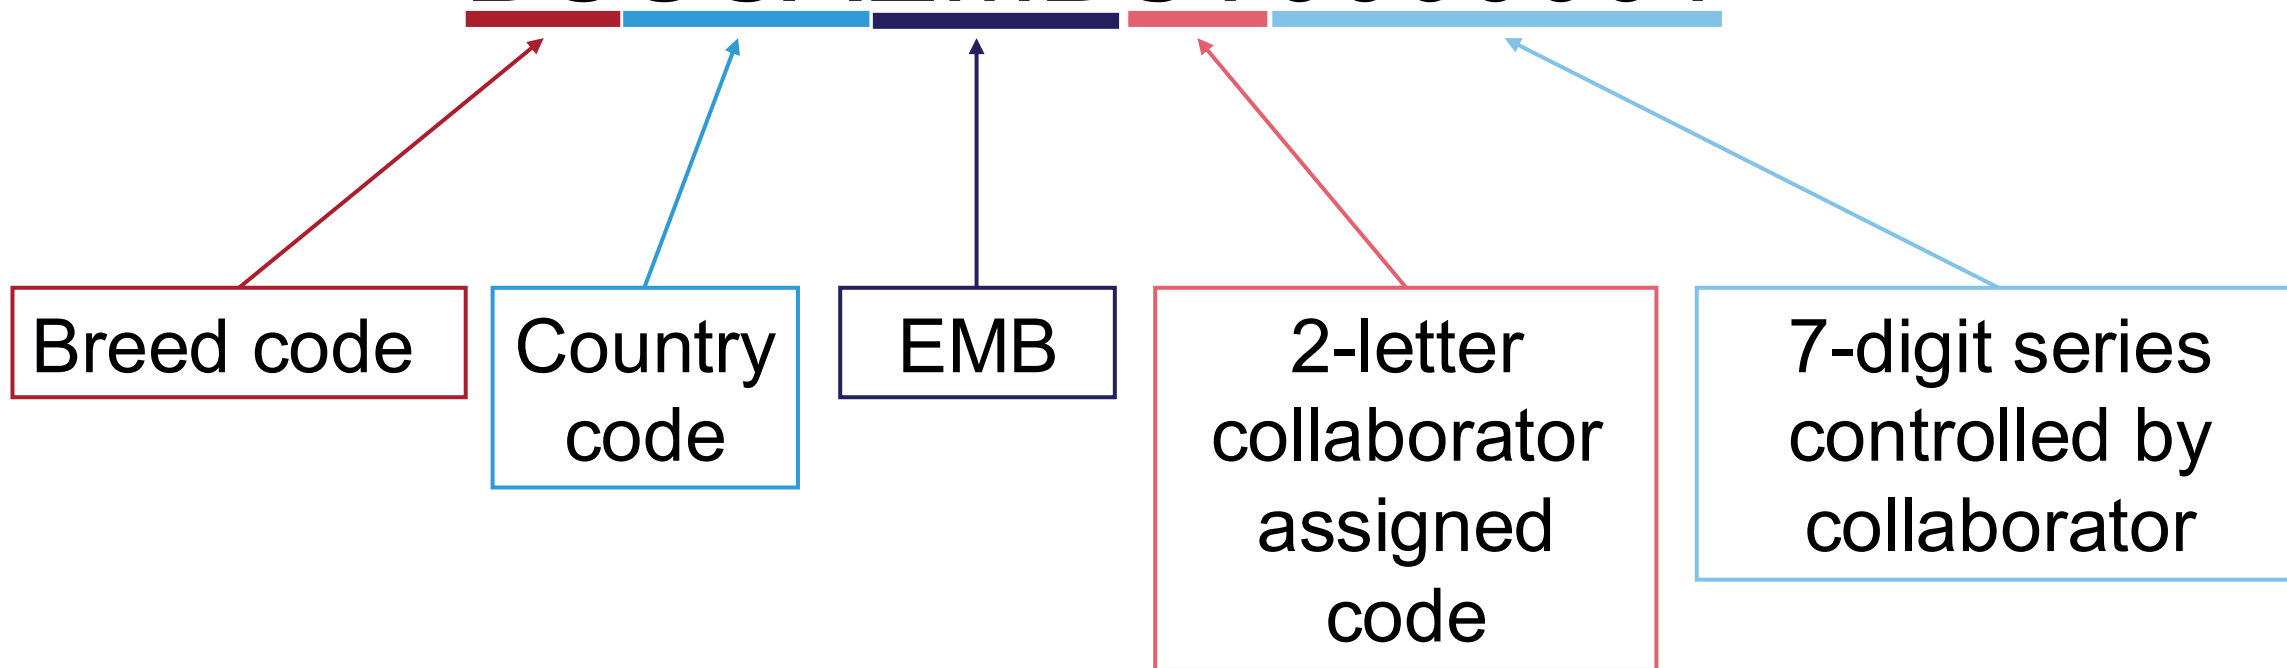 Breed code
Country
code
EMB
2-letter
collaborator
assigned
code
7-digit series
controlled by
collaborator